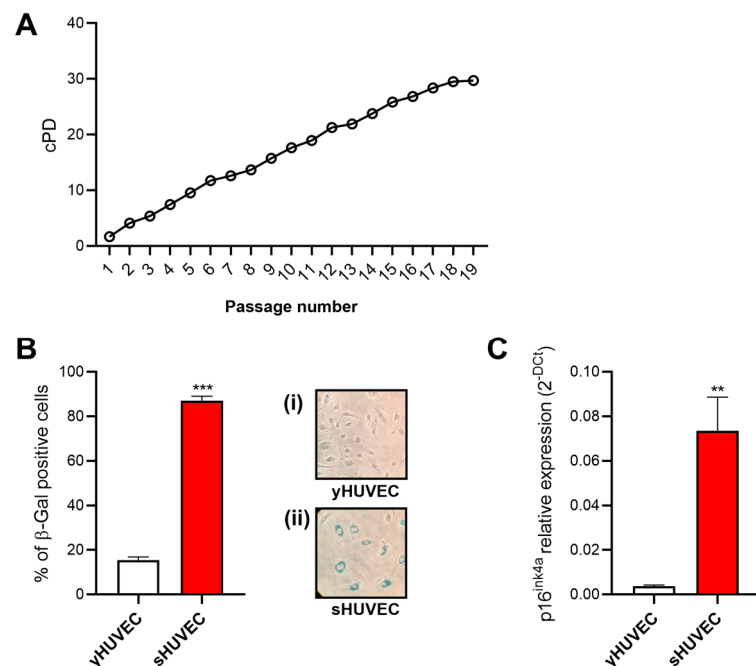 A
cPD
40
30
20
10
0
1 2 3 4 5 6 7 8 9 10 11 12 13 14 15 16 17 18 19
Passage number
B
% of β-Gal positive cells
100
80
60
40
20
0
***
yHUVEC
sHUVEC
(i)
yHUVEC
(ii)
sHUVEC
C
p16ink4a relative expression (2-DCt)
0.10
0.08
0.06
0.04
0.02
0.00
**
yHUVEC
sHUVEC